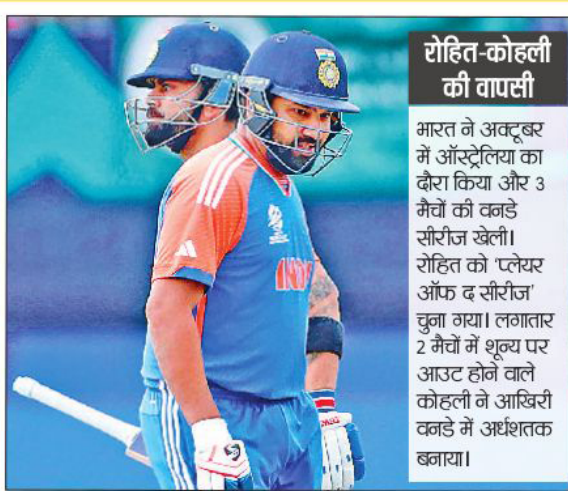 रोहित-कोहली
की वापसी
भारत ने अक्टूबर
में ऑस्ट्रेलिया का
दौरा किया और 3
मैचों की वनडे
सीरीज खेली।
रोहित को 'प्लेयर
ऑफ द सीरीज'
चुना गया। लगातार
2 मैचों में शून्य पर
आउट होने वाले
कोहली ने आखिरी
वनडे में अर्धशतक
बनाया।
IND